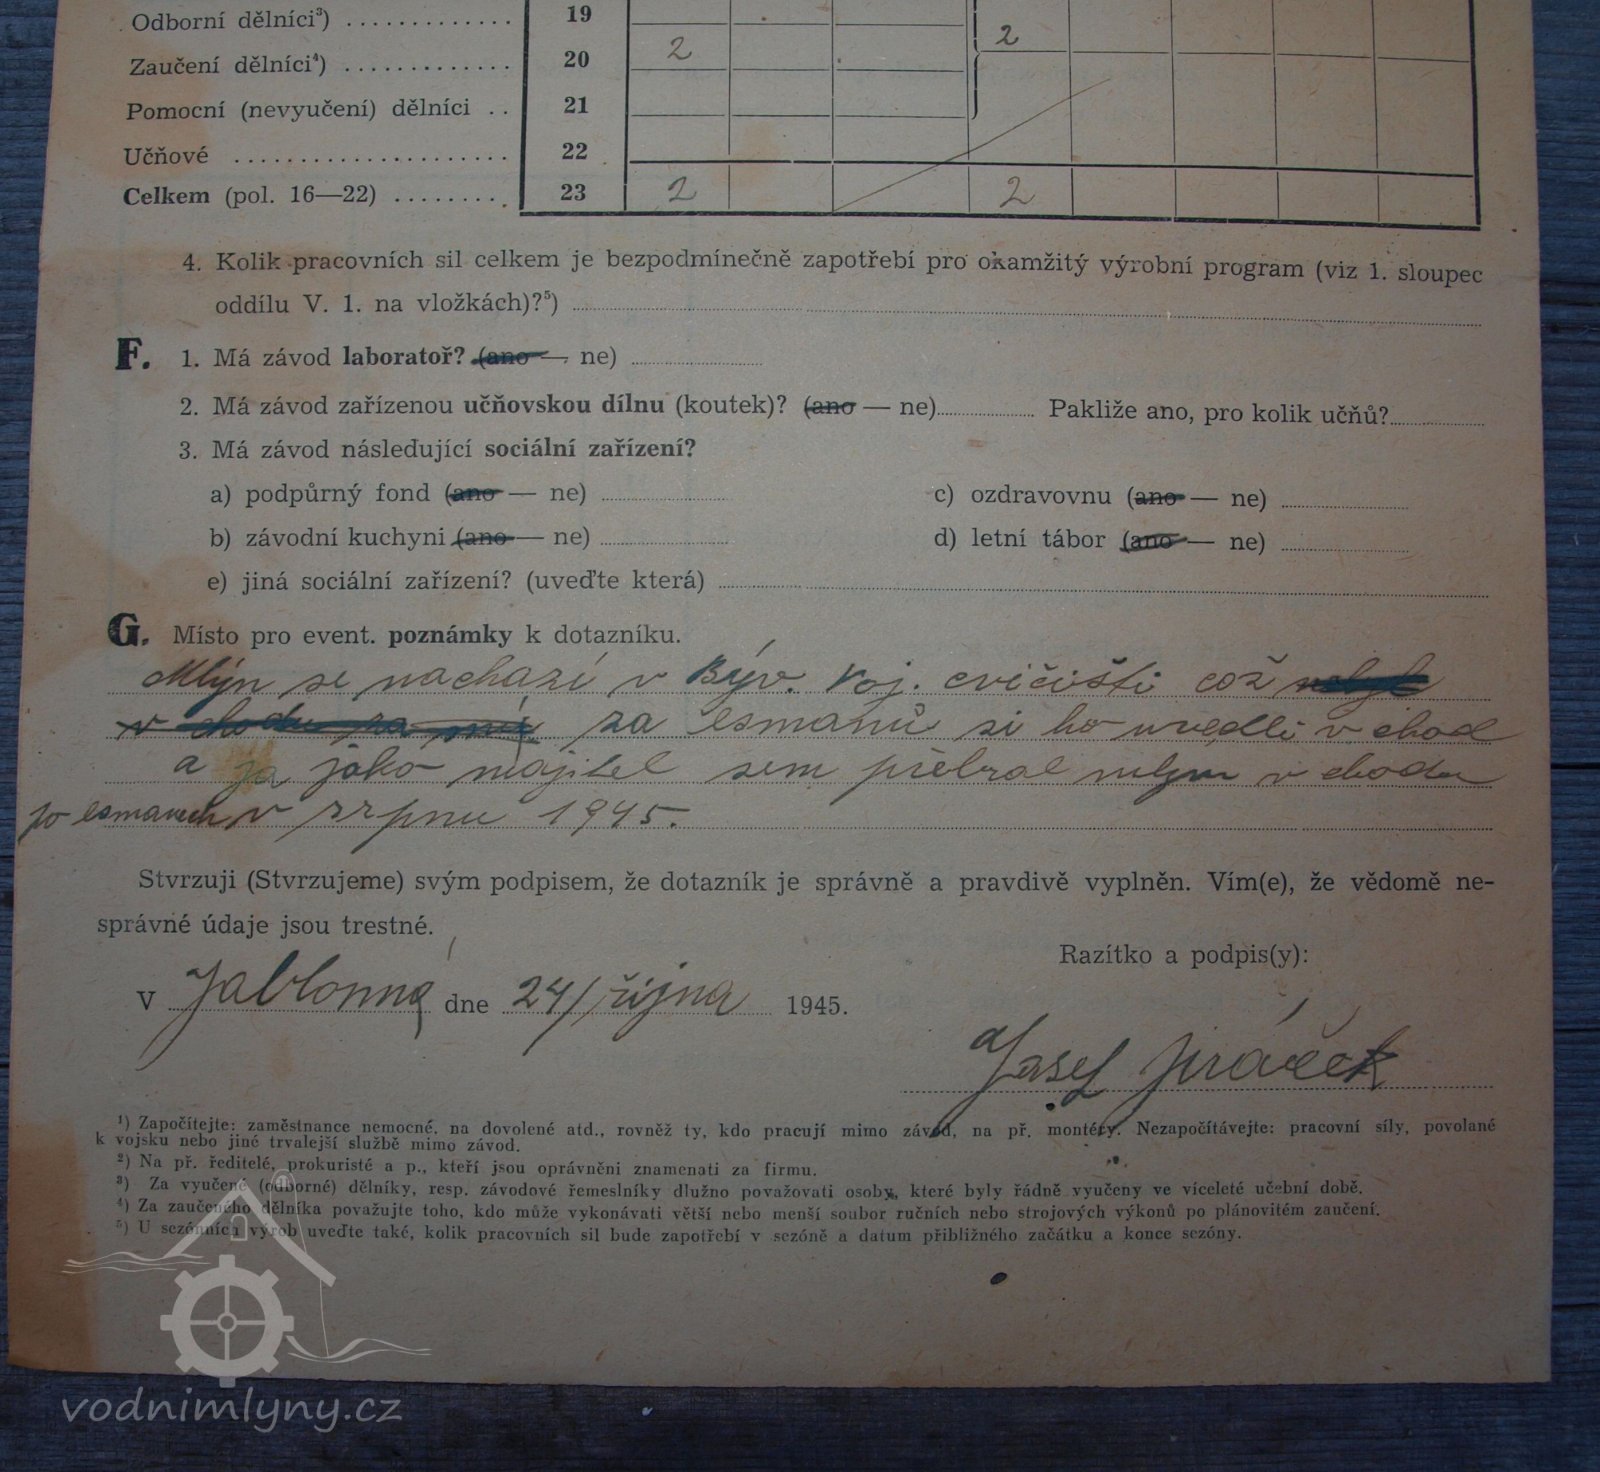 Odborní dělníci³) . . . . . . . . . . . . . 19
Zaučení dělníci⁴) . . . . . . . . . . . . . 20 2 2
Pomocní (nevyučení) dělníci . . 21
Učňové . . . . . . . . . . . . . . . . . . . . . 22
Celkem (pol. 16—22) . . . . . . . . 23 2 2
4. Kolik pracovních sil celkem je bezpodmínečně zapotřebí pro okamžitý výrobní program (viz 1. sloupec
oddílu V. 1. na vložkách)?⁵)
F. 1. Má závod laboratoř? (ano — ne)
2. Má závod zařízenou učňovskou dílnu (koutek)? (ano — ne) Pakliže ano, pro kolik učňů?
3. Má závod následující sociální zařízení?
a) podpůrný fond (ano — ne) c) ozdravovnu (ano — ne)
b) závodní kuchyni (ano — ne) d) letní tábor (ano — ne)
e) jiná sociální zařízení? (uveďte která)
G. Místo pro event. poznámky k dotazníku.
Mlýn se nachazí v Býv. Voj. cvičišti což
v chodu za za esmanů si ho uvedli v chod
a ja jako majitel sem přebral mlyn v chodu
po esmanech v srpnu 1945.
Stvrzuji (Stvrzujeme) svým podpisem, že dotazník je správně a pravdivě vyplněn. Vím(e), že vědomě ne-
správné údaje jsou trestné.
Razítko a podpis(y):
V Jablonná dne 24/října 1945.
Josef Jiráček
¹) Započítejte: zaměstnance nemocné. na dovolené atd., rovněž ty, kdo pracují mimo závod, na př. montéry. Nezapočítávejte: pracovní síly, povolané
k vojsku nebo jiné trvalejší službě mimo závod.
²) Na př. ředitelé, prokuristé a p., kteří jsou oprávněni znamenati za firmu.
³) Za vyučené (odborné) dělníky, resp. závodové řemeslníky dlužno považovati osoby, které byly řádně vyučeny ve víceleté učební době.
⁴) Za zaučeného dělníka považujte toho, kdo může vykonávati větší nebo menší soubor ručních nebo strojových výkonů po plánovitém zaučení.
⁵) U sezónních výrob uveďte také, kolik pracovních sil bude zapotřebí v sezóně a datum přibližného začátku a konce sezóny.
vodnimlyny.cz